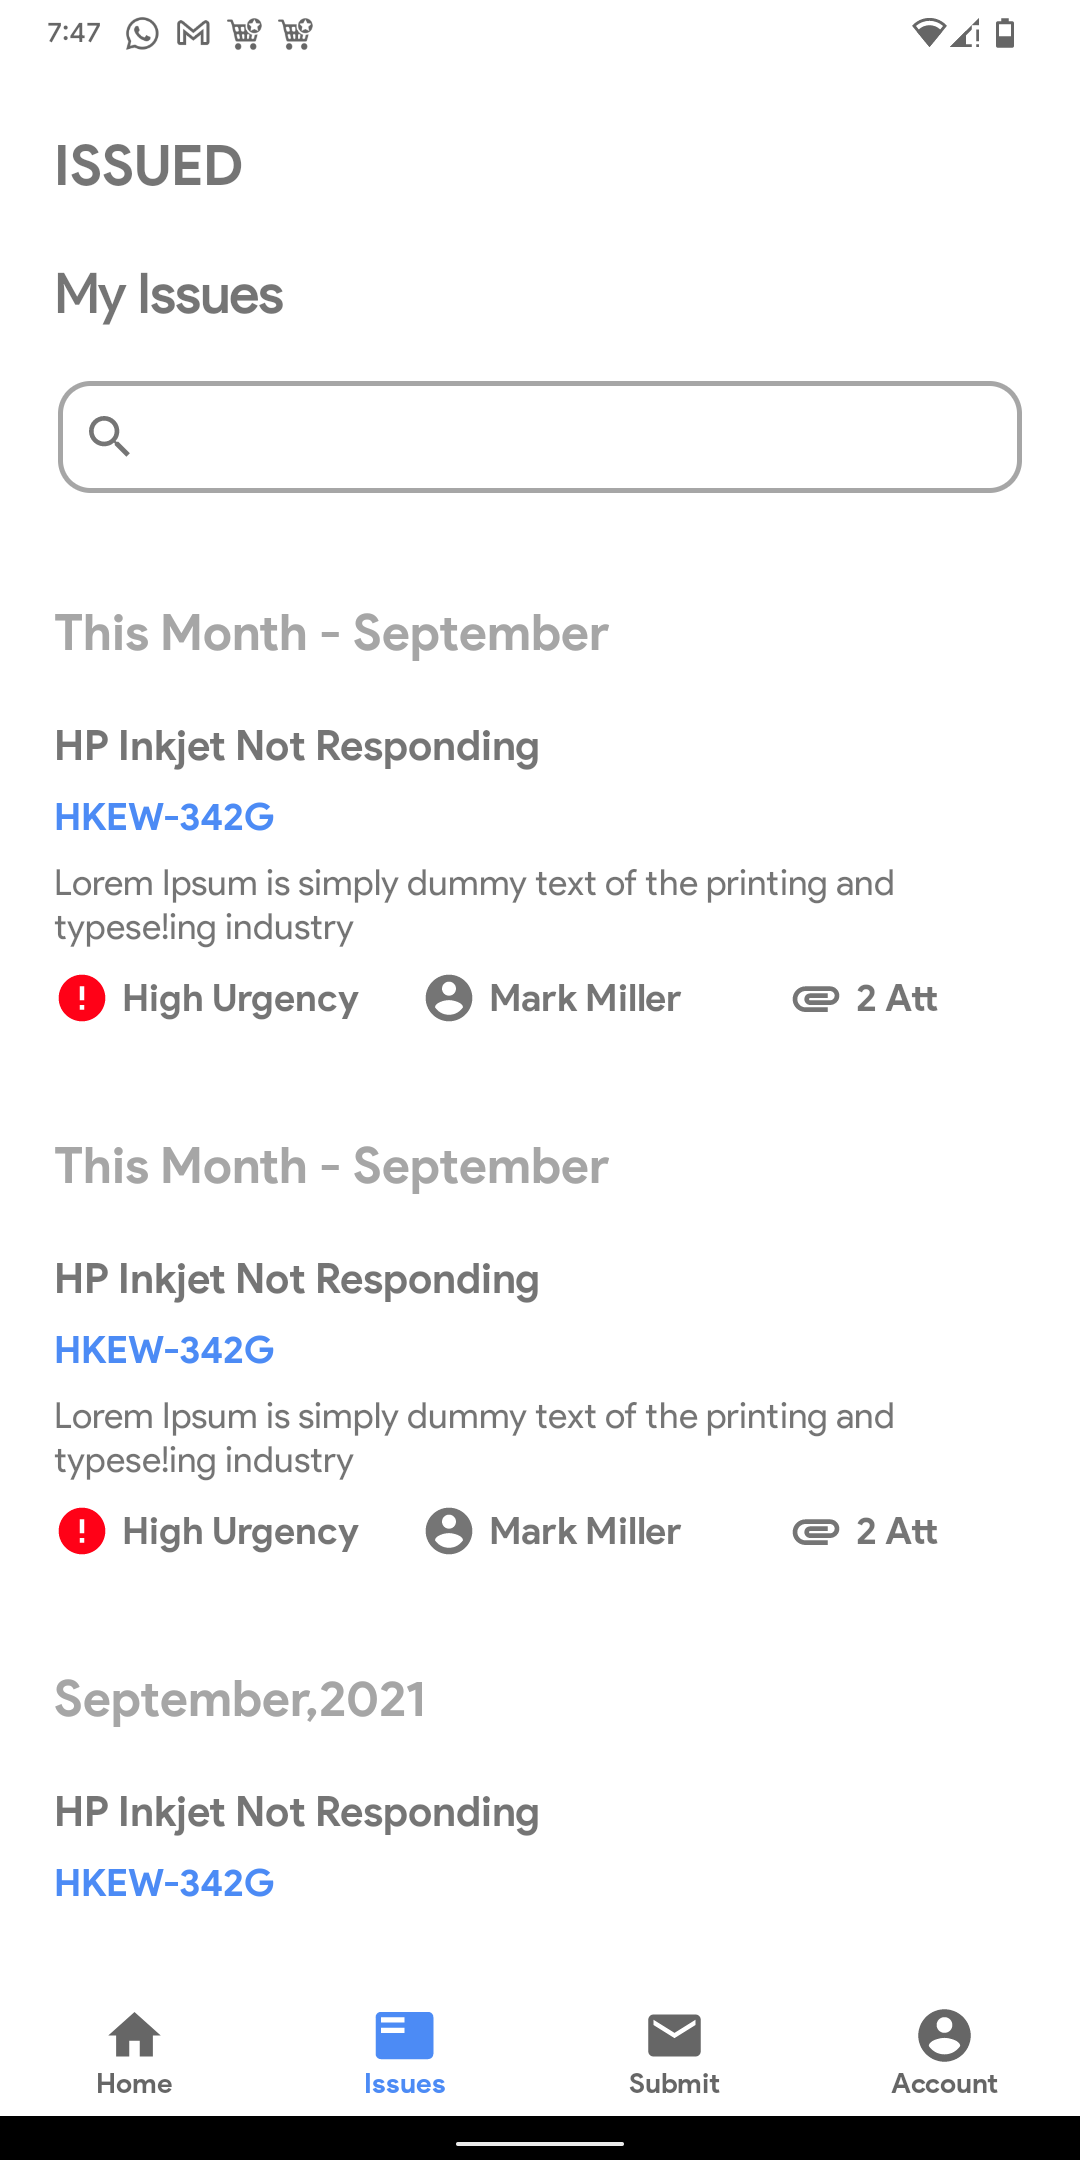 7:47
ISSUED
My Issues
This Month - September
HP Inkjet Not Responding
HKEW-342G
Lorem Ipsum is simply dummy text of the printing and
typese!ing industry
High Urgency Mark Miller 2 Att
This Month - September
HP Inkjet Not Responding
HKEW-342G
Lorem Ipsum is simply dummy text of the printing and
typese!ing industry
High Urgency Mark Miller 2 Att
September,2021
HP Inkjet Not Responding
HKEW-342G
Home Issues Submit Account